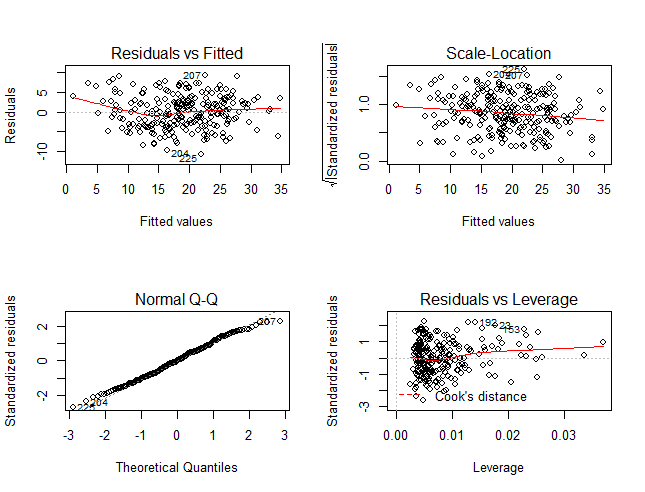 Residuals vs Fitted
Residuals
-10
0
5
207
204
225
0 5 10 15 20 25 30 35
Fitted values
Scale-Location
√|Standardized residuals|
0.0
1.0
225
204
207
0 5 10 15 20 25 30 35
Fitted values
Normal Q-Q
Standardized residuals
-2
0
2
207
204
225
-3 -2 -1 0 1 2 3
Theoretical Quantiles
Residuals vs Leverage
Standardized residuals
-3
-1
1
192
153
Cook's distance
0.00 0.01 0.02 0.03
Leverage